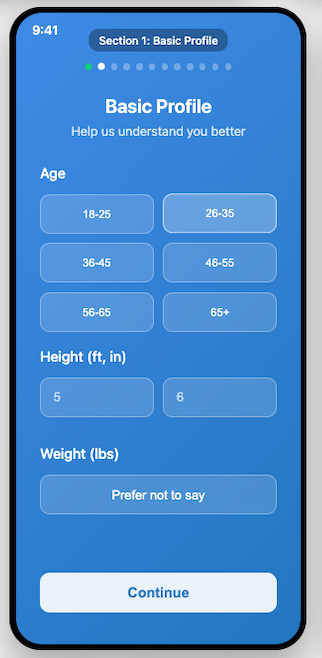 9:41
Section 1: Basic Profile
Basic Profile
Help us understand you better
Age
18-25 26-35
36-45 46-55
56-65 65+
Height (ft, in)
5 6
Weight (lbs)
Prefer not to say
Continue